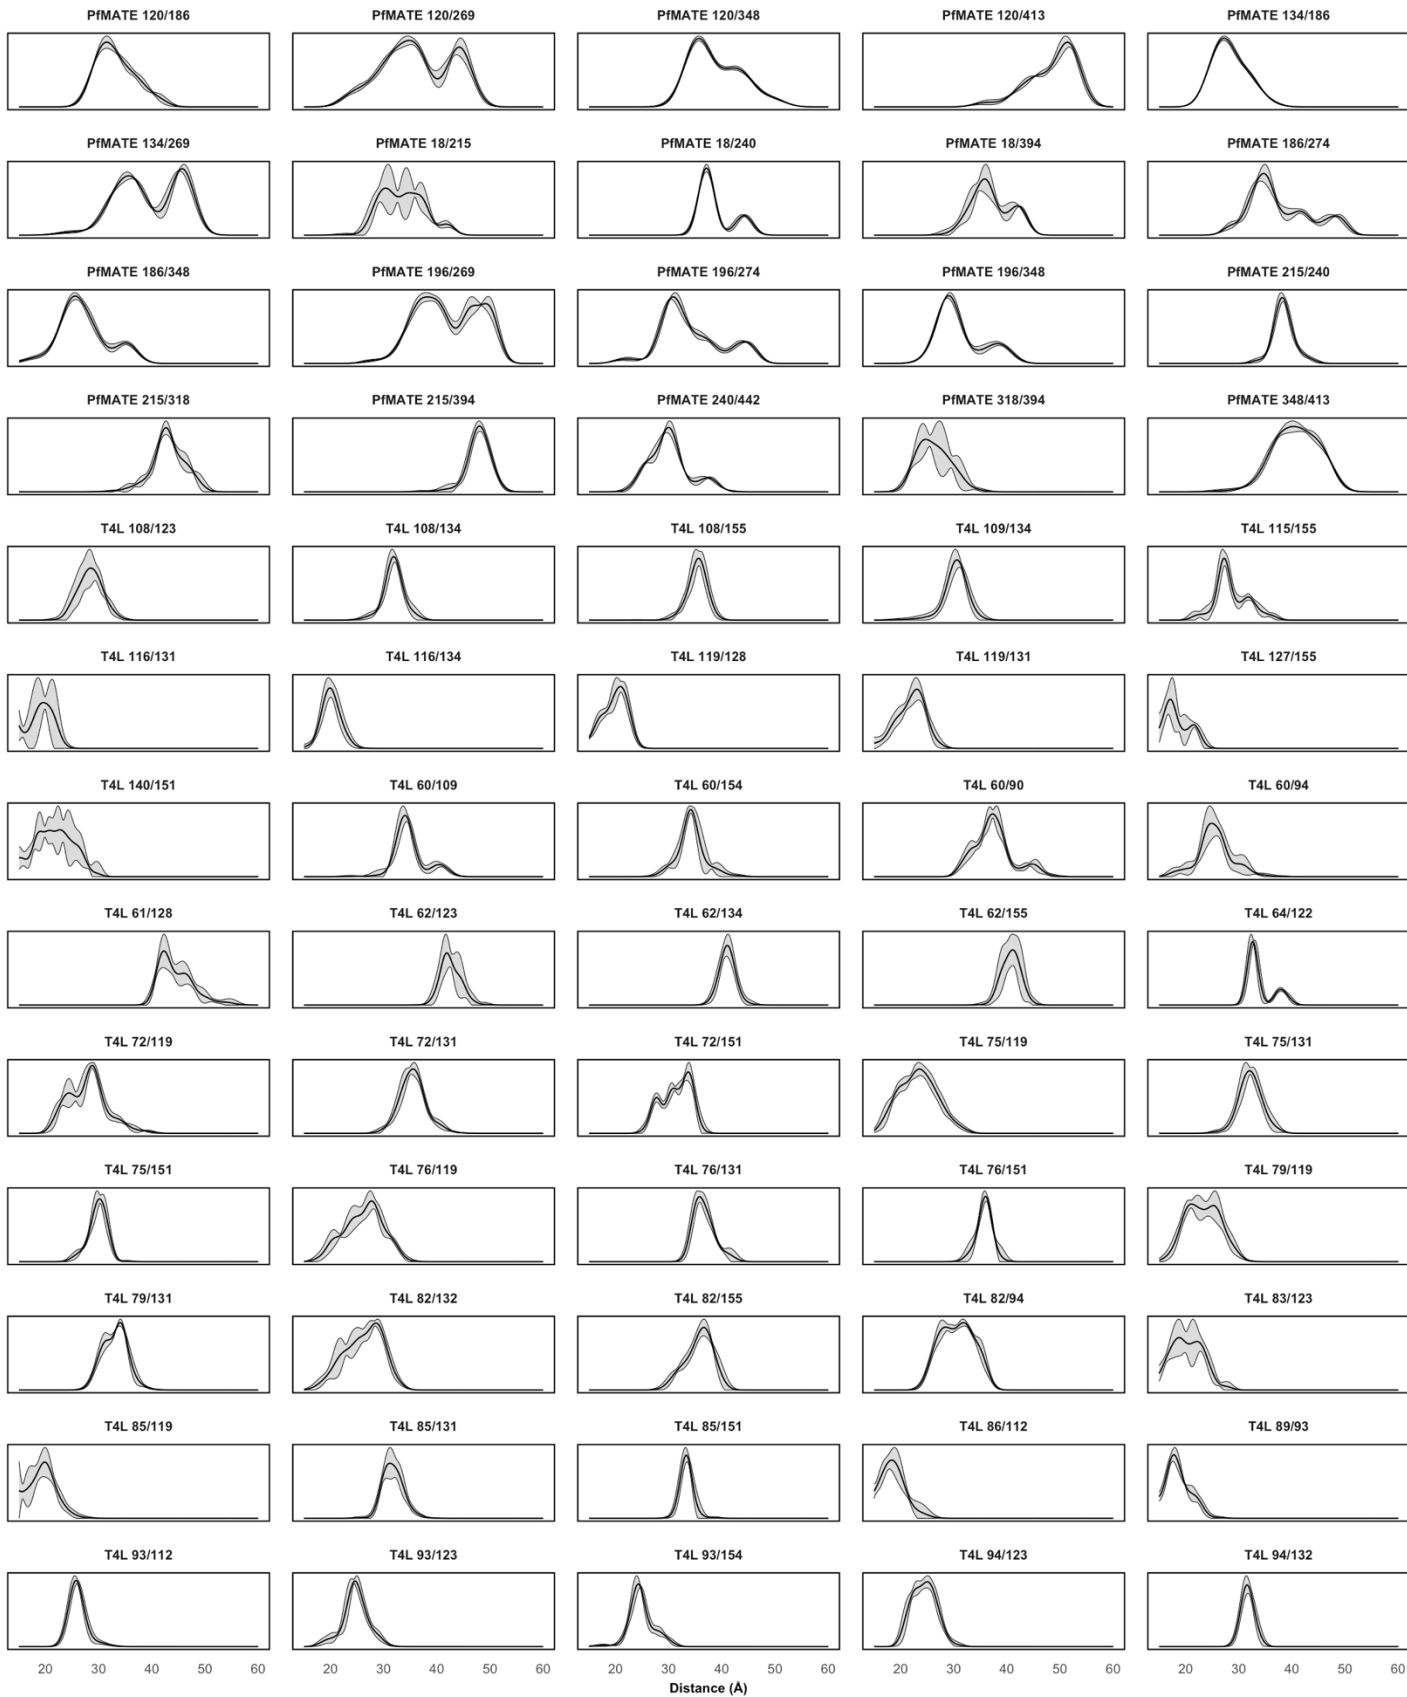 PfMATE 120/186 PfMATE 120/269 PfMATE 120/348 PfMATE 120/413 PfMATE 134/186
PfMATE 134/269 PfMATE 18/215 PfMATE 18/240 PfMATE 18/394 PfMATE 186/274
PfMATE 186/348 PfMATE 196/269 PfMATE 196/274 PfMATE 196/348 PfMATE 215/240
PfMATE 215/318 PfMATE 215/394 PfMATE 240/442 PfMATE 318/394 PfMATE 348/413
T4L 108/123 T4L 108/134 T4L 108/155 T4L 109/134 T4L 115/155
T4L 116/131 T4L 116/134 T4L 119/128 T4L 119/131 T4L 127/155
T4L 140/151 T4L 60/109 T4L 60/154 T4L 60/90 T4L 60/94
T4L 61/128 T4L 62/123 T4L 62/134 T4L 62/155 T4L 64/122
T4L 72/119 T4L 72/131 T4L 72/151 T4L 75/119 T4L 75/131
T4L 75/151 T4L 76/119 T4L 76/131 T4L 76/151 T4L 79/119
T4L 79/131 T4L 82/132 T4L 82/155 T4L 82/94 T4L 83/123
T4L 85/119 T4L 85/131 T4L 85/151 T4L 86/112 T4L 89/93
T4L 93/112 T4L 93/123 T4L 93/154 T4L 94/123 T4L 94/132
20 30 40 50 60 20 30 40 50 60 20 30 40 50 60 20 30 40 50 60 20 30 40 50 60
Distance (Å)